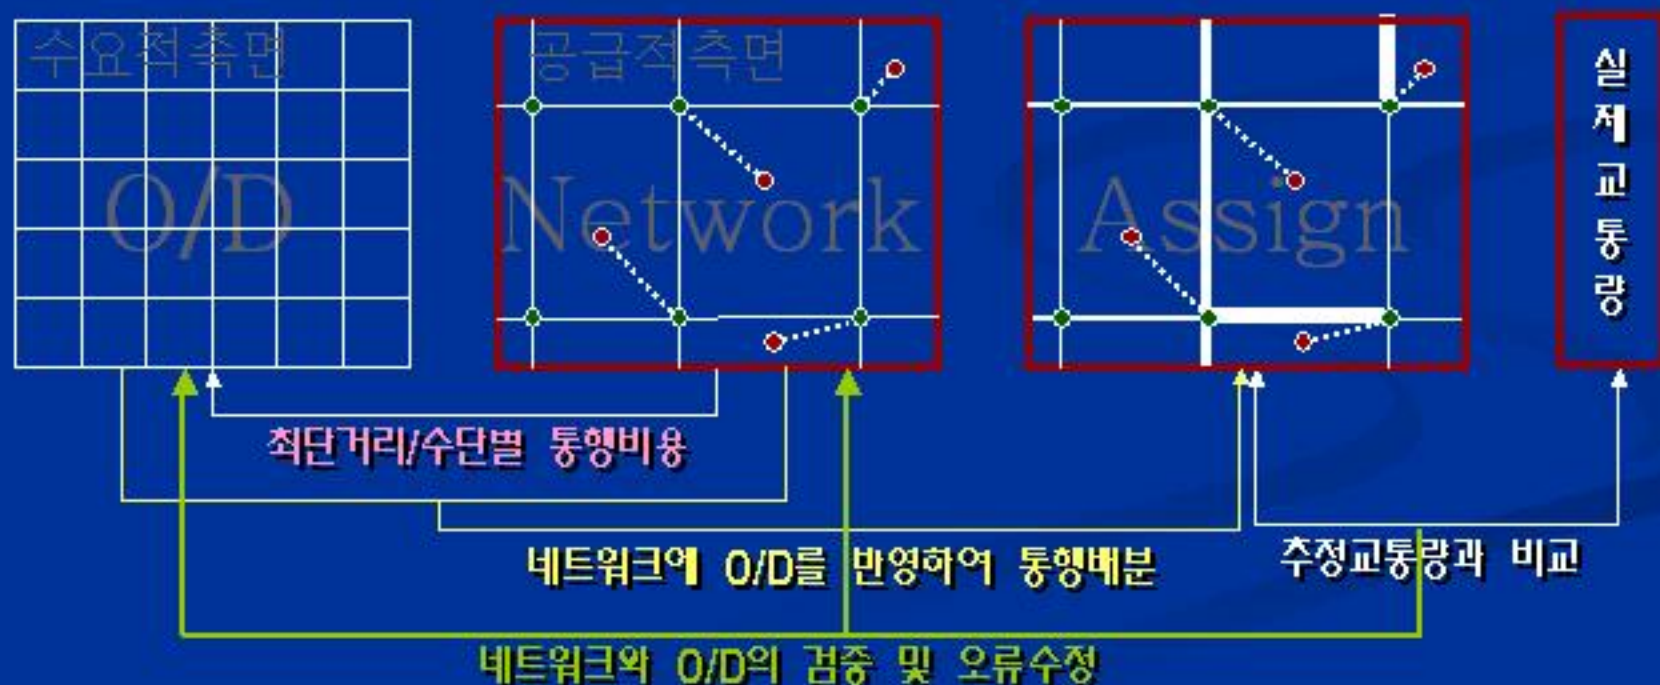 수요적측면
O/D
공급적측면
Network
Assign
실제교통량
최단거리/수단별 통행비용
네트워크에 O/D를 반영하여 통행배분
추정교통량과 비교
네트워크와 O/D의 검증 및 오류수정